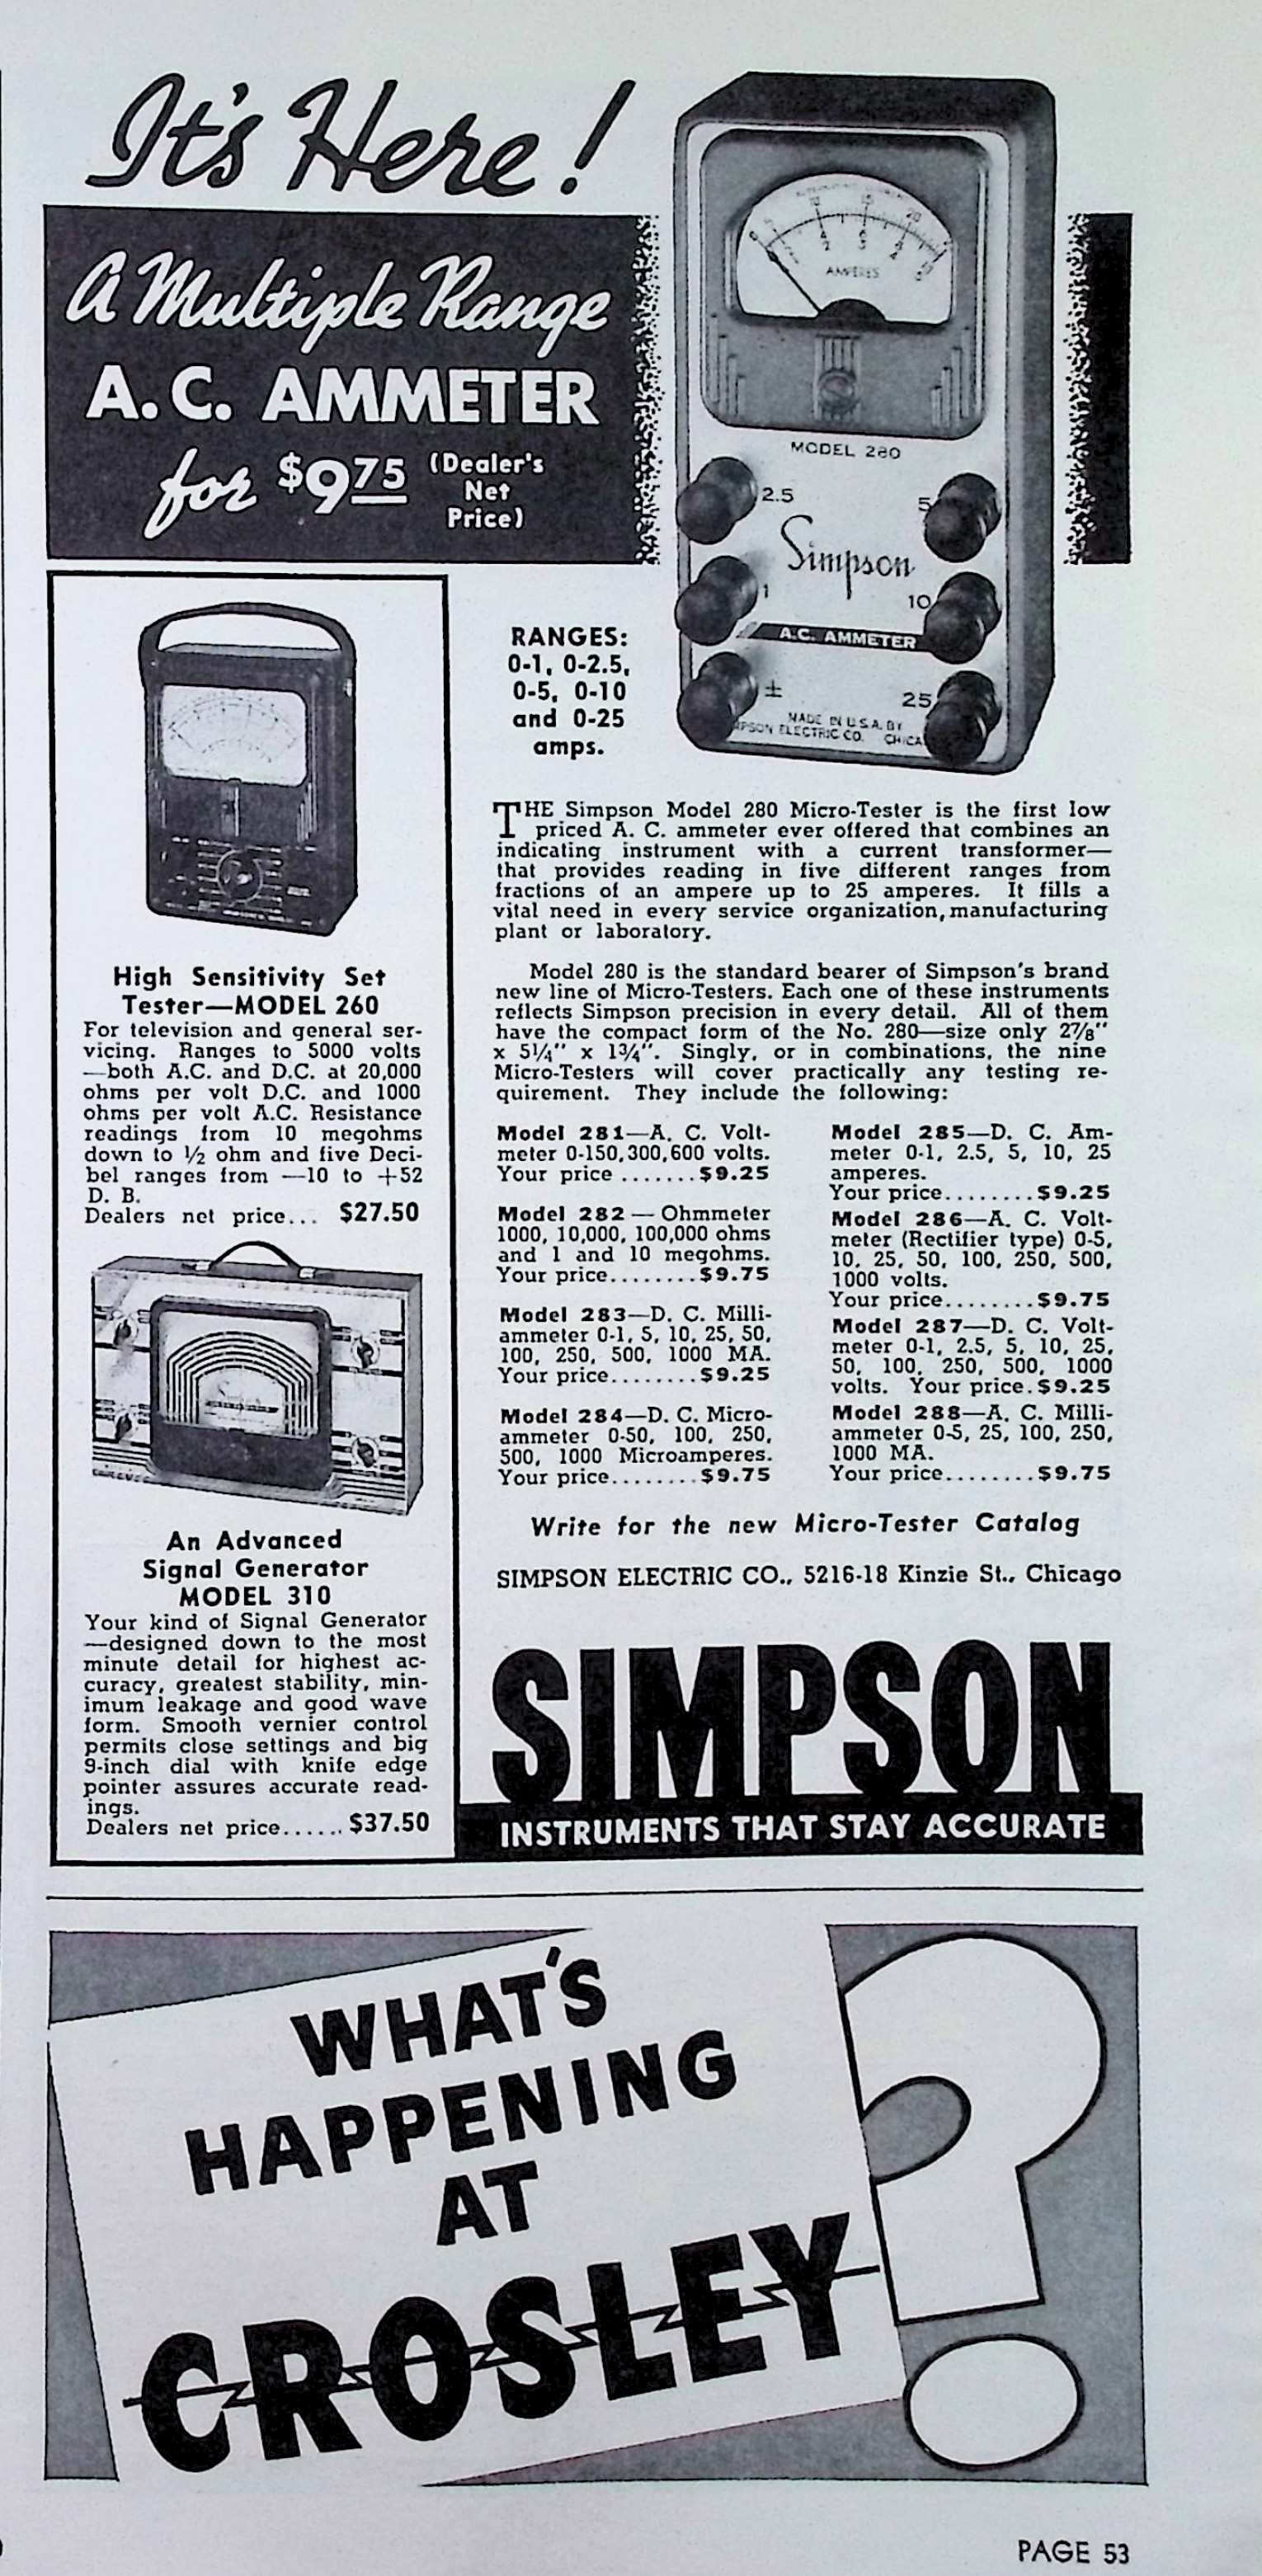 It's Here!
A Multiple Range
A.C. AMMETER
for $9 75 (Dealer's
Net
Price)
AMPERES
MODEL 280
2.5
5
Simpson
1
10
A.C. AMMETER
±
25
MADE IN U.S.A. BY
PSON ELECTRIC CO. CHICA
RANGES:
0-1, 0-2.5,
0-5, 0-10
and 0-25
amps.
High Sensitivity Set
Tester—MODEL 260
For television and general ser-
vicing. Ranges to 5000 volts
—both A.C. and D.C. at 20,000
ohms per volt D.C. and 1000
ohms per volt A.C. Resistance
readings from 10 megohms
down to ½ ohm and five Deci-
bel ranges from —10 to +52
D. B.
Dealers net price... $27.50
An Advanced
Signal Generator
MODEL 310
Your kind of Signal Generator
—designed down to the most
minute detail for highest ac-
curacy, greatest stability, min-
imum leakage and good wave
form. Smooth vernier control
permits close settings and big
9-inch dial with knife edge
pointer assures accurate read-
ings.
Dealers net price...... $37.50
THE Simpson Model 280 Micro-Tester is the first low
priced A. C. ammeter ever offered that combines an
indicating instrument with a current transformer—
that provides reading in five different ranges from
fractions of an ampere up to 25 amperes. It fills a
vital need in every service organization, manufacturing
plant or laboratory.
Model 280 is the standard bearer of Simpson's brand
new line of Micro-Testers. Each one of these instruments
reflects Simpson precision in every detail. All of them
have the compact form of the No. 280—size only 2⅞"
x 5¼" x 1¾". Singly, or in combinations, the nine
Micro-Testers will cover practically any testing re-
quirement. They include the following:
Model 281—A. C. Volt-
meter 0-150,300,600 volts.
Your price .......$9.25
Model 282—Ohmmeter
1000, 10,000, 100,000 ohms
and 1 and 10 megohms.
Your price........$9.75
Model 283—D. C. Milli-
ammeter 0-1, 5, 10, 25, 50,
100, 250, 500, 1000 MA.
Your price........$9.25
Model 284—D. C. Micro-
ammeter 0-50, 100, 250,
500, 1000 Microamperes.
Your price........$9.75
Model 285—D. C. Am-
meter 0-1, 2.5, 5, 10, 25
amperes.
Your price........$9.25
Model 286—A. C. Volt-
meter (Rectifier type) 0-5,
10, 25, 50, 100, 250, 500,
1000 volts.
Your price........$9.75
Model 287—D. C. Volt-
meter 0-1, 2.5, 5, 10, 25,
50, 100, 250, 500, 1000
volts. Your price.$9.25
Model 288—A. C. Milli-
ammeter 0-5, 25, 100, 250,
1000 MA.
Your price........$9.75
Write for the new Micro-Tester Catalog
SIMPSON ELECTRIC CO., 5216-18 Kinzie St., Chicago
SIMPSON
INSTRUMENTS THAT STAY ACCURATE
WHAT'S
HAPPENING
AT
CROSLEY
?
PAGE 53